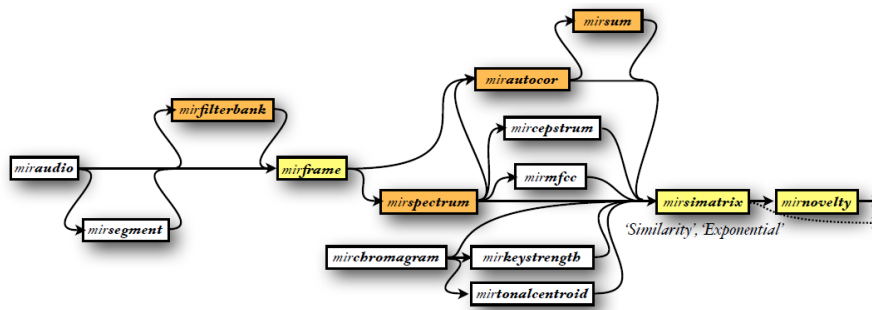 mirsum
mirautocor
mirfilterbank
mircepstrum
miraudio
mirframe
mirmfcc
mirspectrum
mirsimatrix
mirnovelty
mirsegment
'Similarity', 'Exponential'
mirchromagram
mirkeystrength
mirtonalcentroid